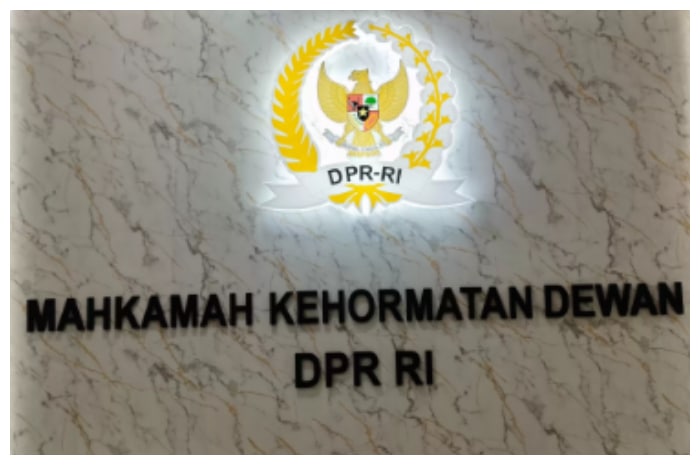 DPR-RI
MAHKAMAH KEHORMATAN DEWAN
DPR RI